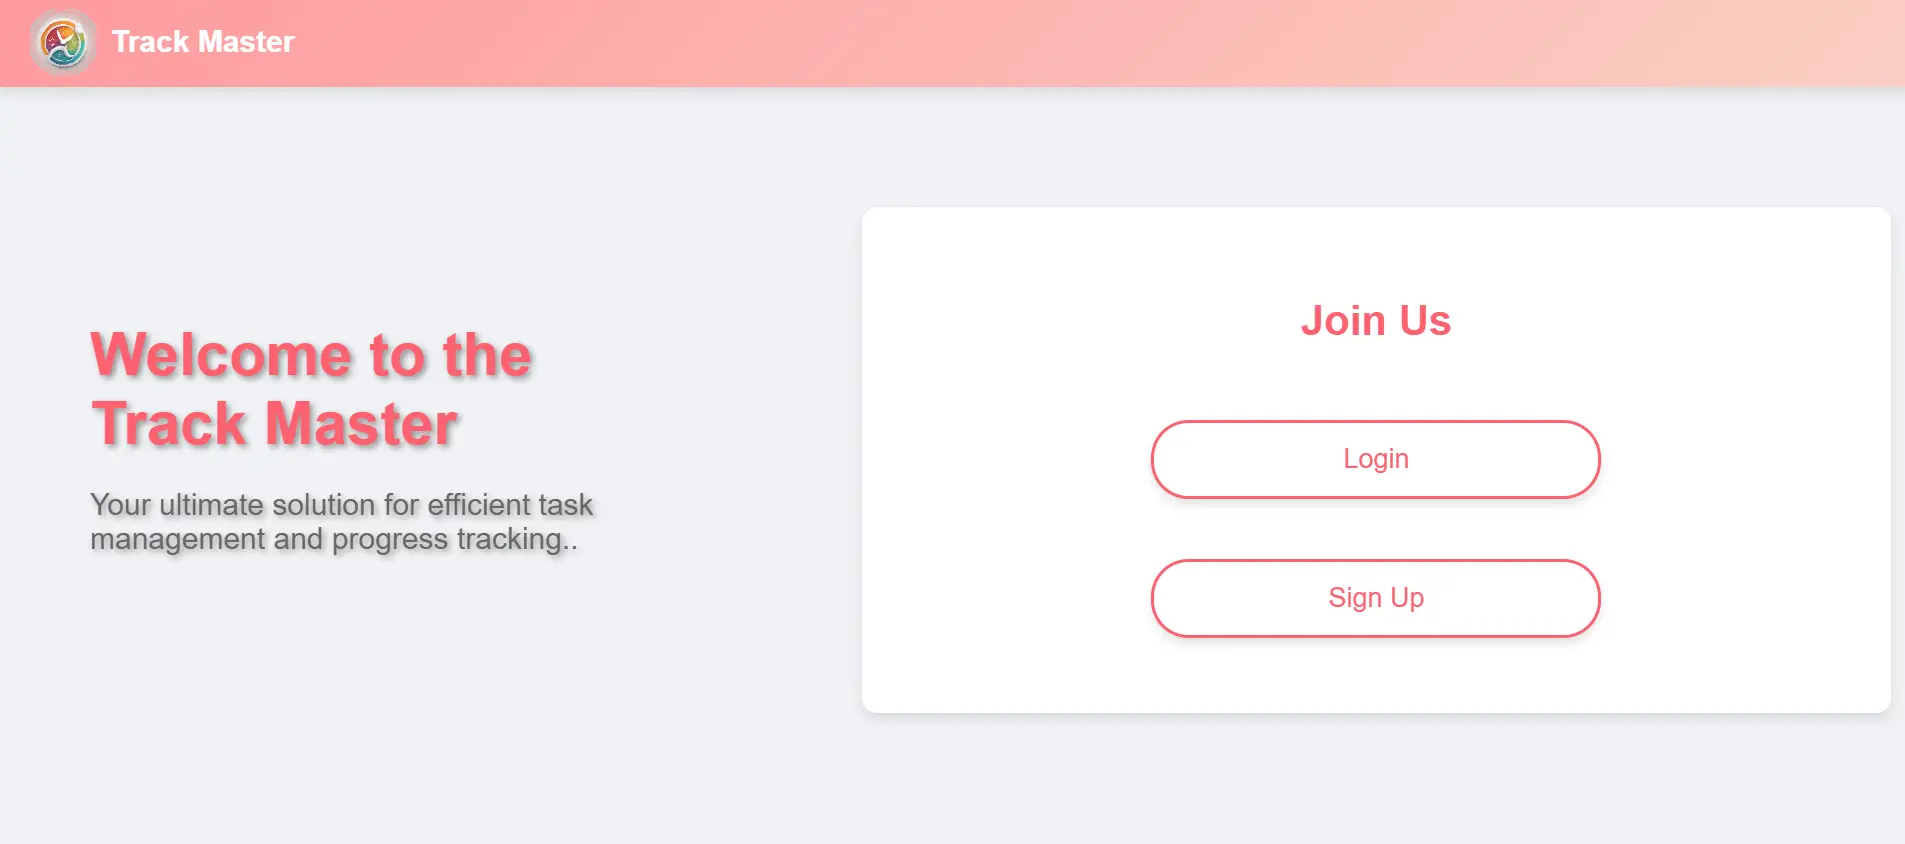 Track Master
Welcome to the
Track Master
Your ultimate solution for efficient task
management and progress tracking..
Join Us
Login
Sign Up